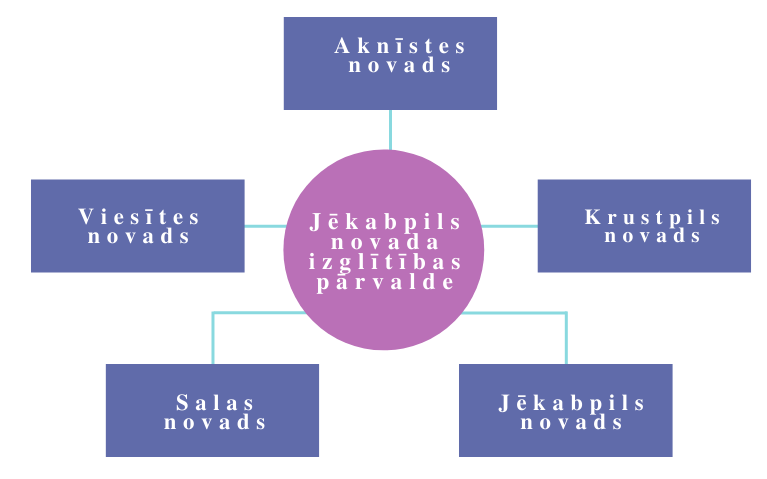 Aknīstes
novads
Viesītes
novads
Jēkabpils
novada
izglītības
pārvalde
Krustpils
novads
Salas
novads
Jēkabpils
novads